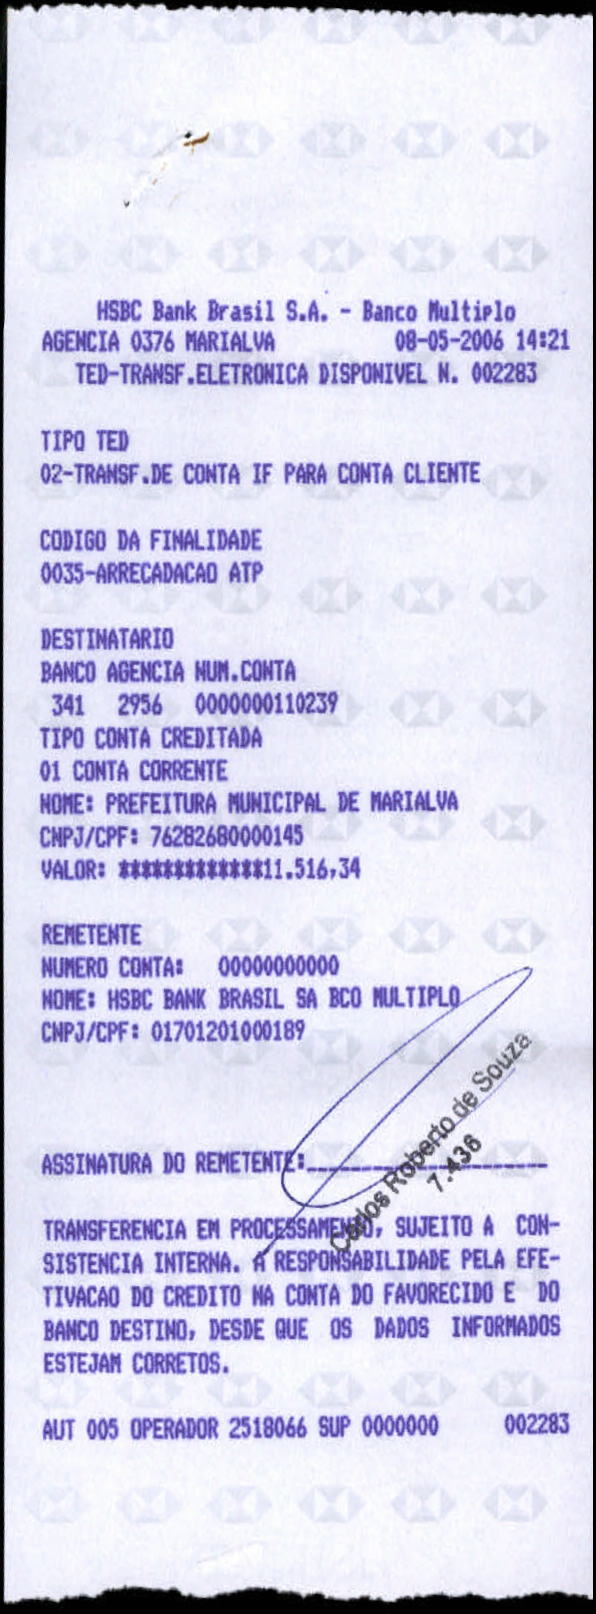 HSBC Bank Brasil S.A. - Banco Multiplo
AGENCIA 0376 MARIALVA 08-05-2006 14:21
TED-TRANSF.ELETRONICA DISPONIVEL N. 002283
TIPO TED
02-TRANSF.DE CONTA IF PARA CONTA CLIENTE
CODIGO DA FINALIDADE
0035-ARRECADACAO ATP
DESTINATARIO
BANCO AGENCIA NUM.CONTA
341 2956 0000000110239
TIPO CONTA CREDITADA
01 CONTA CORRENTE
NOME: PREFEITURA MUNICIPAL DE MARIALVA
CNPJ/CPF: 76282680000145
VALOR: *************11.516,34
REMETENTE
NUMERO CONTA: 00000000000
NOME: HSBC BANK BRASIL SA BCO MULTIPLO
CNPJ/CPF: 01701201000189
Carlos Roberto de Souza
7.436
ASSINATURA DO REMETENTE:______________________
TRANSFERENCIA EM PROCESSAMENTO, SUJEITO A CON-
SISTENCIA INTERNA. A RESPONSABILIDADE PELA EFE-
TIVACAO DO CREDITO NA CONTA DO FAVORECIDO E DO
BANCO DESTINO, DESDE QUE OS DADOS INFORMADOS
ESTEJAM CORRETOS.
AUT 005 OPERADOR 2518066 SUP 0000000 002283